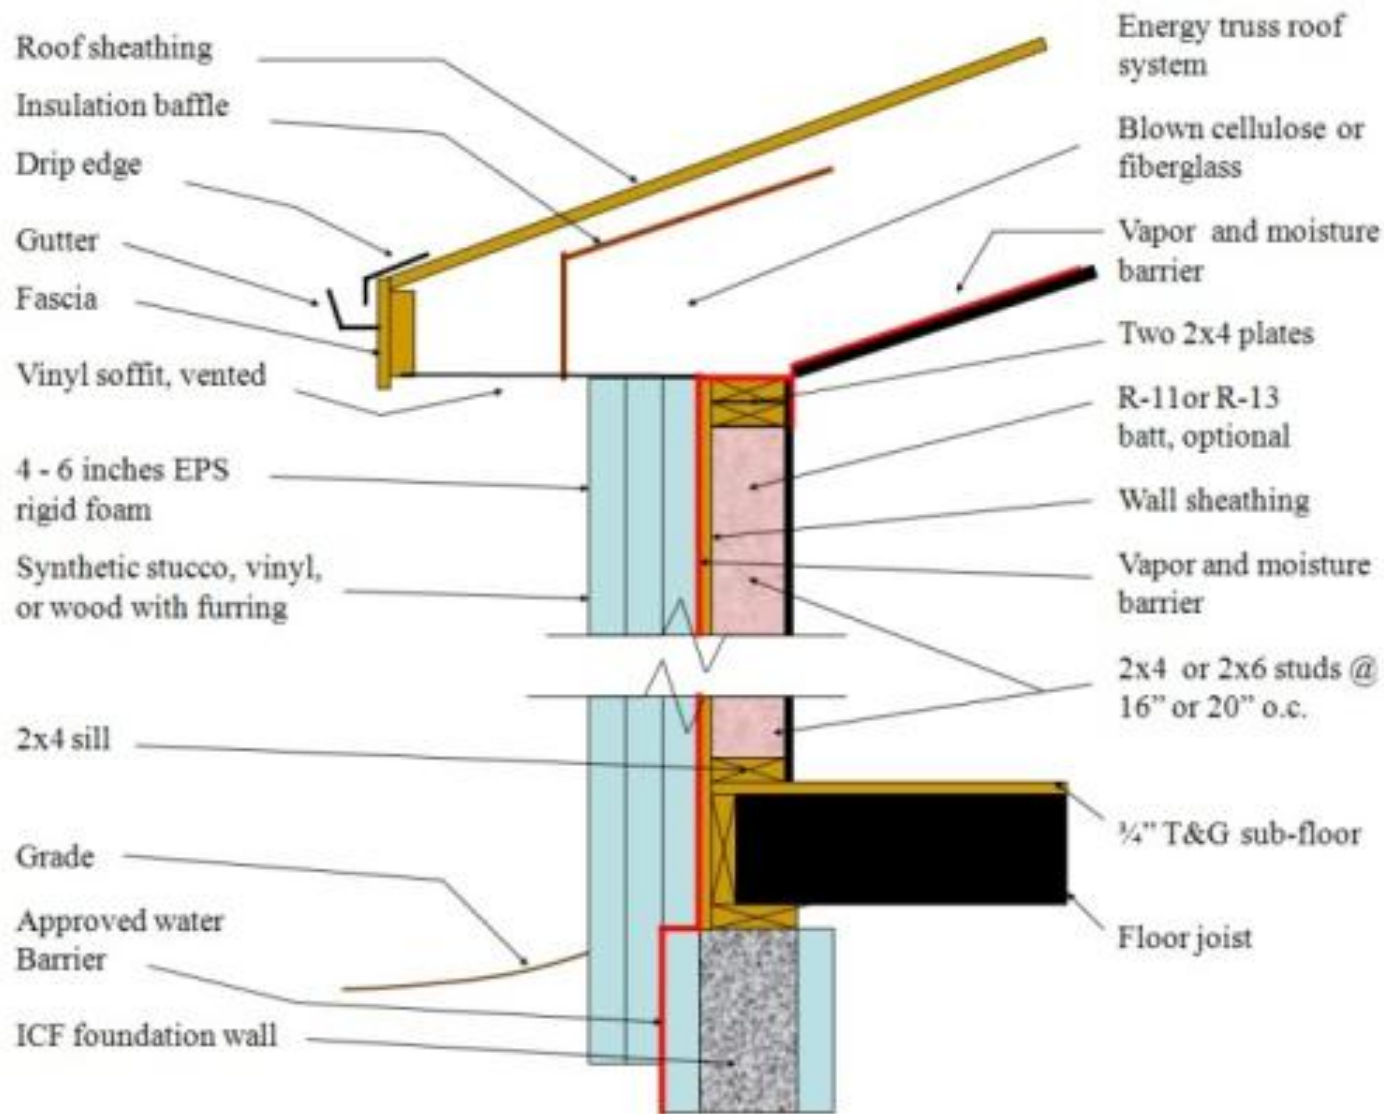 Roof sheathing
Insulation baffle
Drip edge
Gutter
Fascia
Vinyl soffit, vented
4 - 6 inches EPS
rigid foam
Synthetic stucco, vinyl,
or wood with furring
2x4 sill
Grade
Approved water
Barrier
ICF foundation wall
Energy truss roof
system
Blown cellulose or
fiberglass
Vapor and moisture
barrier
Two 2x4 plates
R-11or R-13
batt, optional
Wall sheathing
Vapor and moisture
barrier
2x4 or 2x6 studs @
16” or 20” o.c.
¾” T&G sub-floor
Floor joist